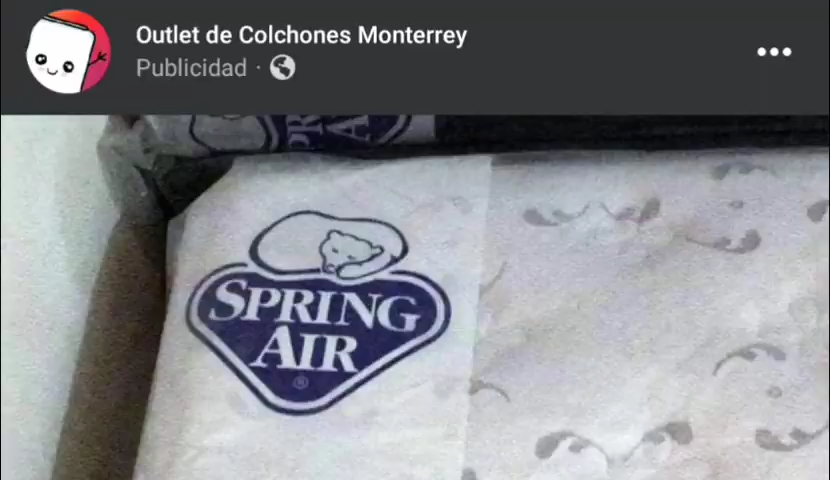 Outlet de Colchones Monterrey
Publicidad ·
SPRING
AIR
®